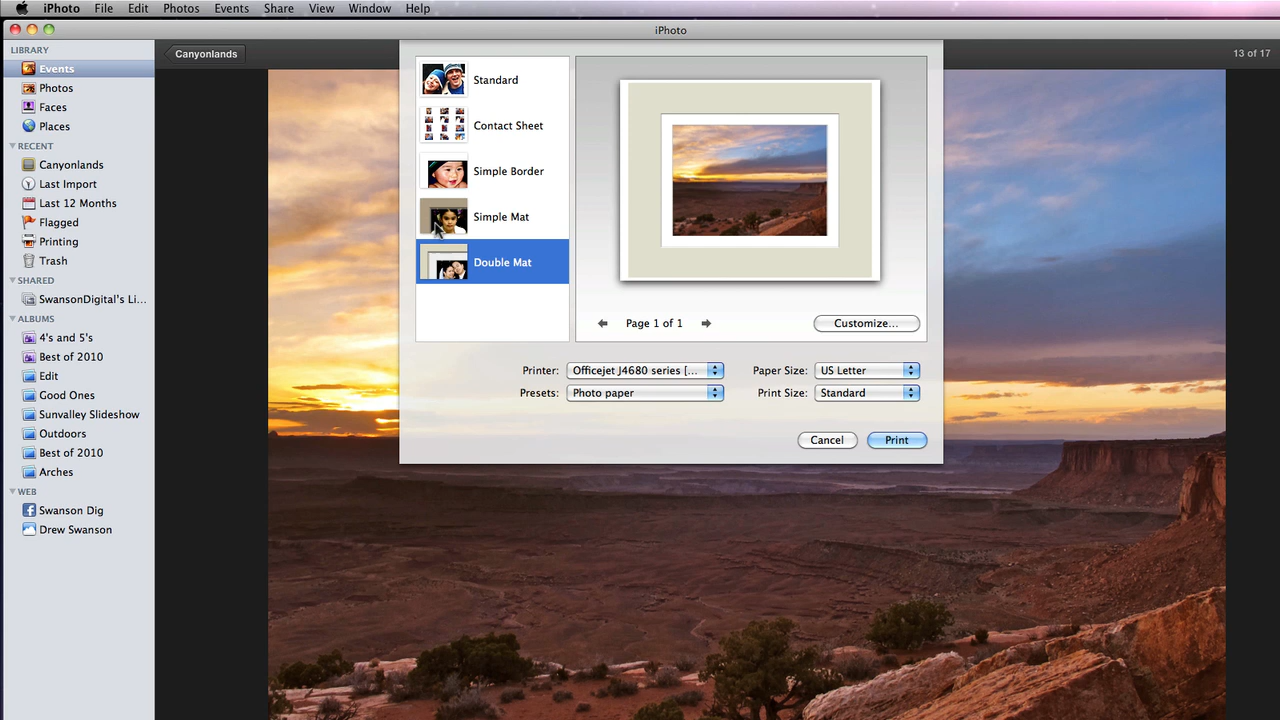 iPhoto File Edit Photos Events Share View Window Help
iPhoto
LIBRARY
Events
Photos
Faces
Places
RECENT
Canyonlands
Last Import
Last 12 Months
Flagged
Printing
Trash
SHARED
SwansonDigital's Li...
ALBUMS
4's and 5's
Best of 2010
Edit
Good Ones
Sunvalley Slideshow
Outdoors
Best of 2010
Arches
WEB
Swanson Dig
Drew Swanson
Canyonlands
13 of 17
Standard
Contact Sheet
Simple Border
Simple Mat
Double Mat
Page 1 of 1
Customize...
Printer: Officejet J4680 series [... Paper Size: US Letter
Presets: Photo paper Print Size: Standard
Cancel Print